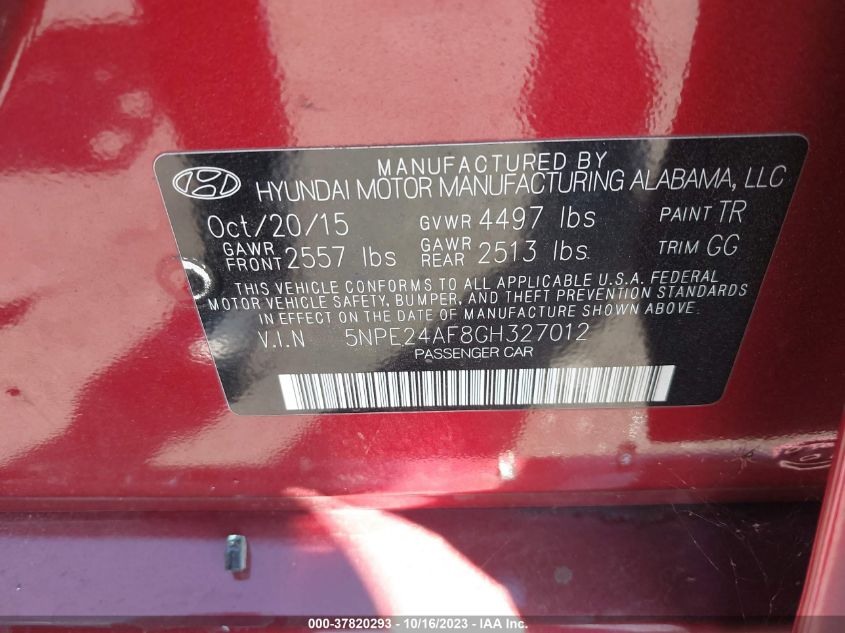 MANUFACTURED BY
HYUNDAI MOTOR MANUFACTURING ALABAMA, LLC
Oct/20/15 GVWR 4497 lbs PAINT TR
GAWR FRONT 2557 lbs GAWR REAR 2513 lbs. TRIM GG
THIS VEHICLE CONFORMS TO ALL APPLICABLE U.S.A. FEDERAL
MOTOR VEHICLE SAFETY, BUMPER, AND THEFT PREVENTION STANDARDS
IN EFFECT ON THE DATE OF MANUFACTURE SHOWN ABOVE.
V.I.N 5NPE24AF8GH327012
PASSENGER CAR
000-37820293 - 10/16/2023 - IAA Inc.